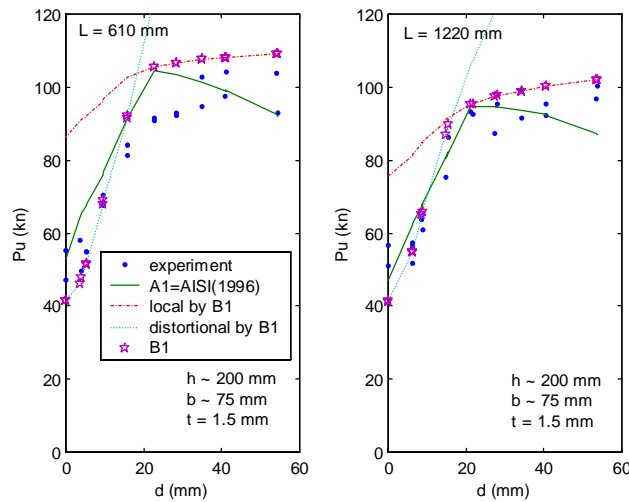 L = 610 mm
120
100
80
60
40
20
0
Pu (kn)
experiment
A1=AISI(1996)
local by B1
distortional by B1
B1
h ~ 200 mm
b ~ 75 mm
t = 1.5 mm
0 20 40 60
d (mm)
L = 1220 mm
120
100
80
60
40
20
0
Pu (kn)
h ~ 200 mm
b ~ 75 mm
t = 1.5 mm
0 20 40 60
d (mm)